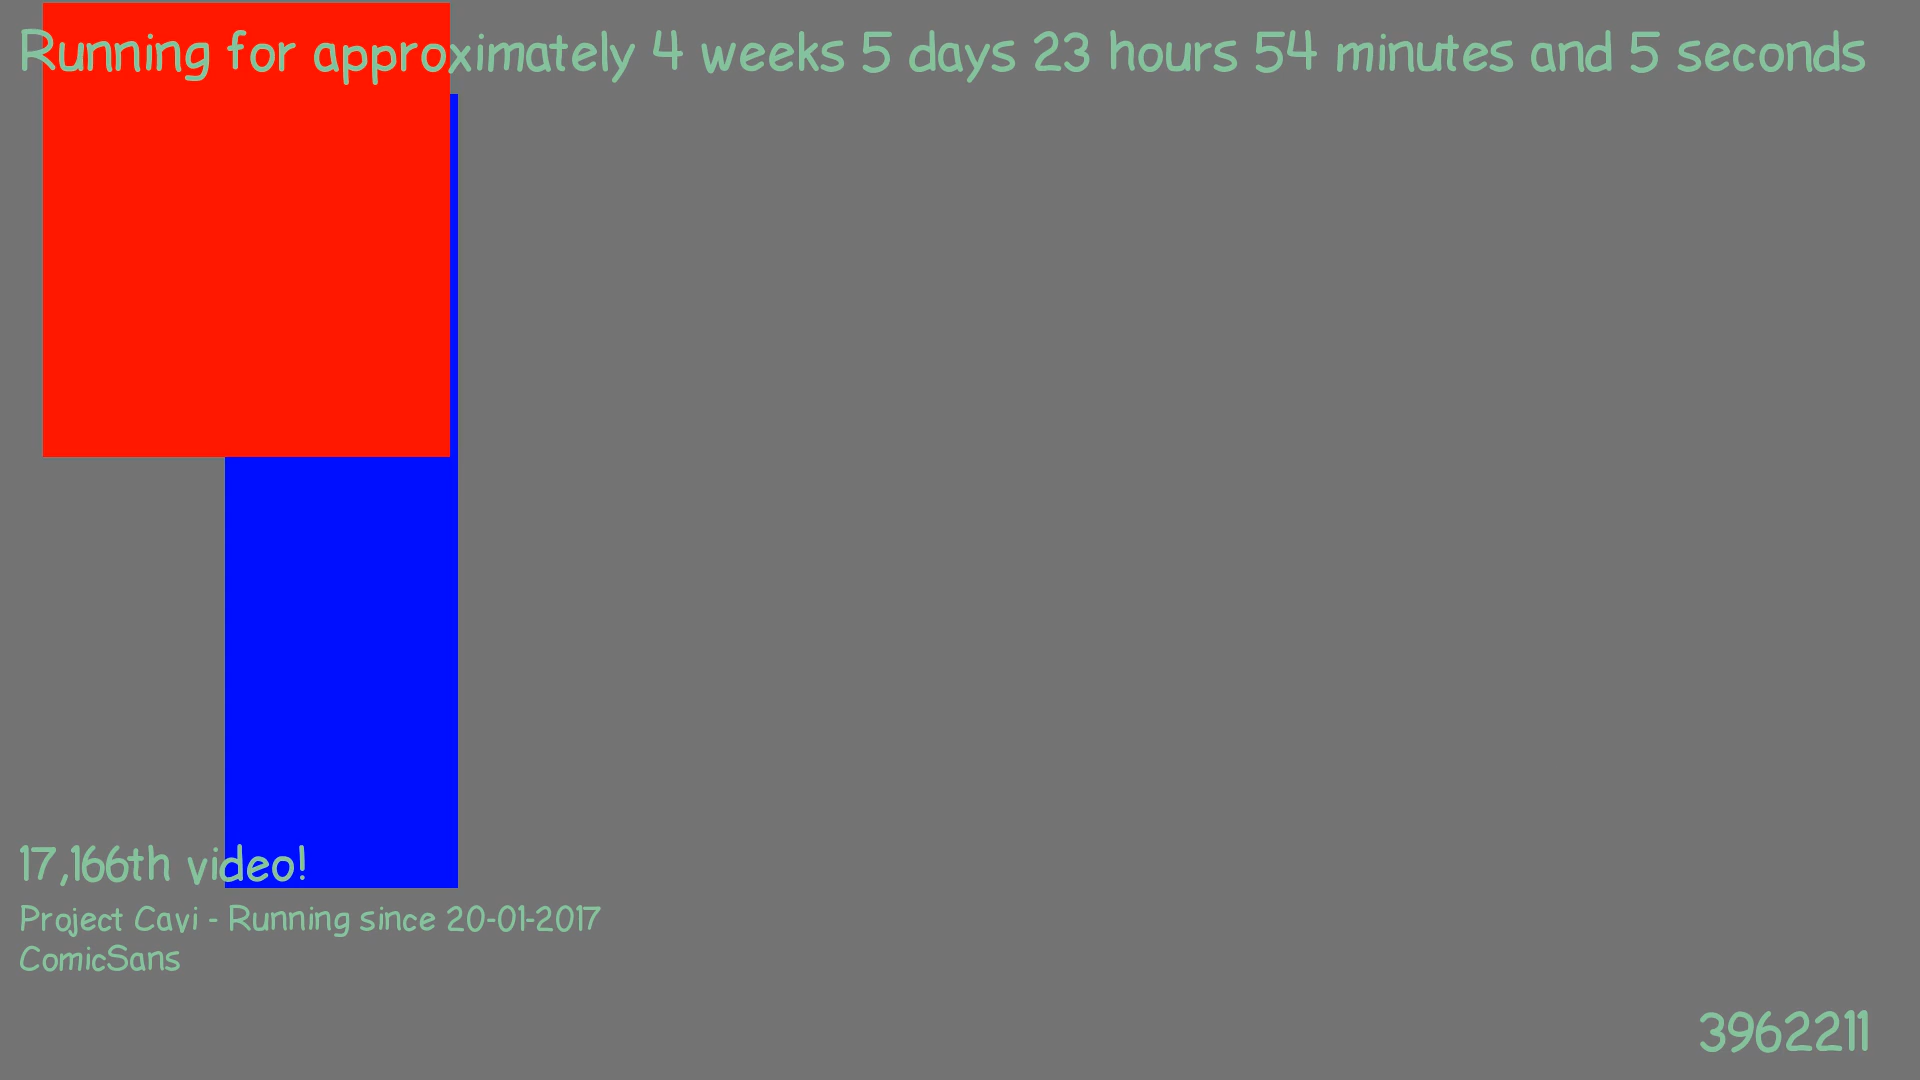 Running for approximately 4 weeks 5 days 23 hours 54 minutes and 5 seconds
17,166th video!
Project Cavi - Running since 20-01-2017
ComicSans
3962211